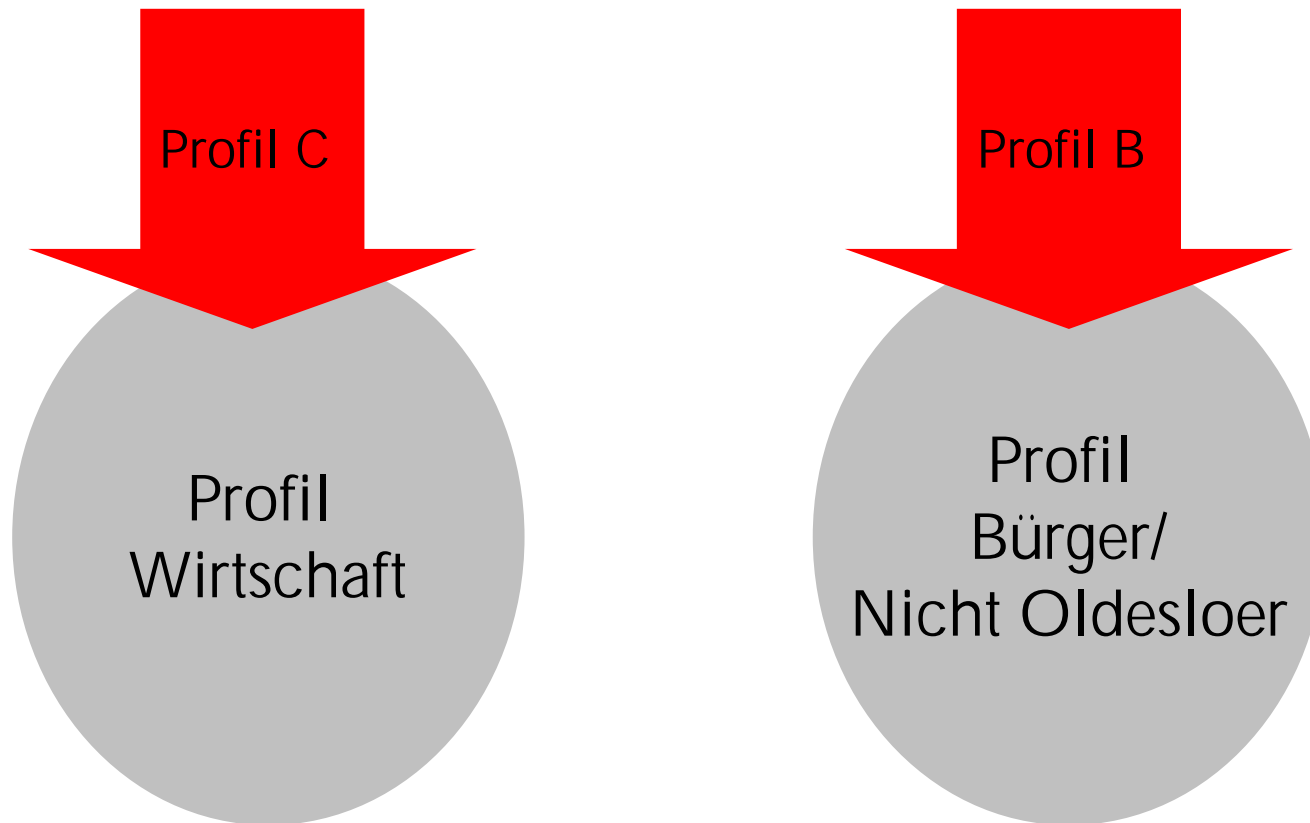 Profil C
Profil B
Profil
Wirtschaft
Profil
Bürger/
Nicht Oldesloer